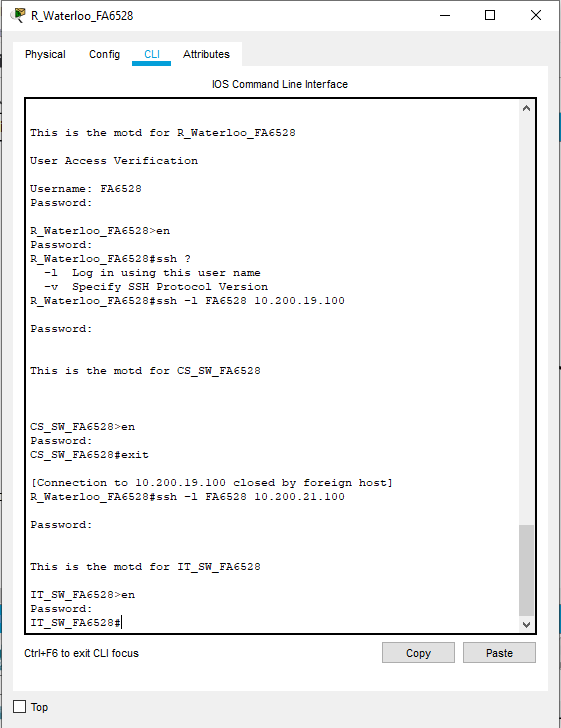 R_Waterloo_FA6528
Physical Config CLI Attributes
IOS Command Line Interface
This is the motd for R_Waterloo_FA6528
User Access Verification
Username: FA6528
Password:
R_Waterloo_FA6528>en
Password:
R_Waterloo_FA6528#ssh ?
-l Log in using this user name
-v Specify SSH Protocol Version
R_Waterloo_FA6528#ssh -l FA6528 10.200.19.100
Password:
This is the motd for CS_SW_FA6528
CS_SW_FA6528>en
Password:
CS_SW_FA6528#exit
[Connection to 10.200.19.100 closed by foreign host]
R_Waterloo_FA6528#ssh -l FA6528 10.200.21.100
Password:
This is the motd for IT_SW_FA6528
IT_SW_FA6528>en
Password:
IT_SW_FA6528#
Ctrl+F6 to exit CLI focus
Copy Paste
Top